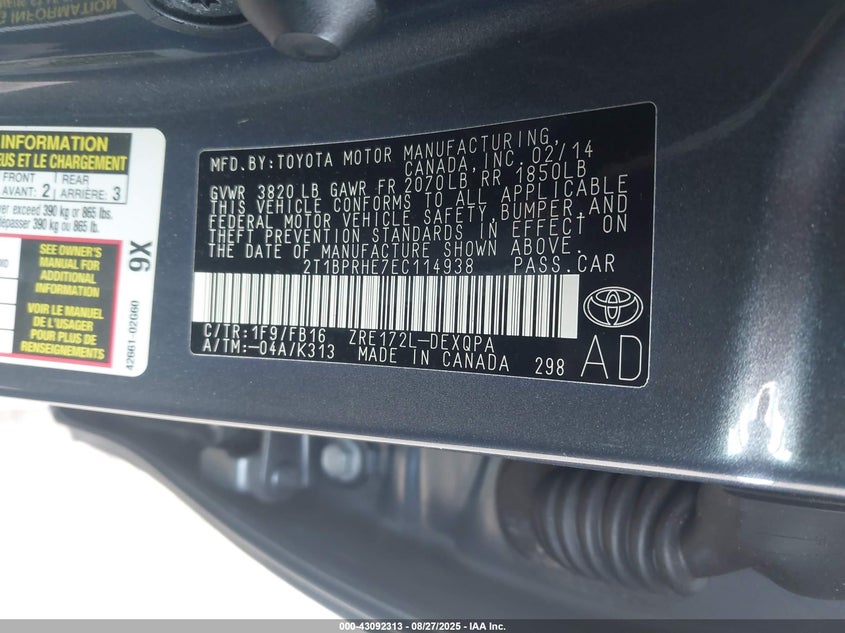 G INFORMATION
INFORMATION
EUS ET LE CHARGEMENT
FRONT
AVANT: 2
REAR
ARRIÈRE: 3
ver exceed 390 kg or 865 lbs.
dépasser 390 kg ou 865 lb.
SEE OWNER'S
MANUAL FOR
ADDITIONAL
INFORMATION
VOIR LE MANUEL
DE L'USAGER
POUR PLUS DE
RENSEIGNEMENTS
9X
42661-02G60
MFD. BY: TOYOTA MOTOR MANUFACTURING,
CANADA, INC. 02/14
GVWR 3820 LB GAWR FR 2070LB RR 1850LB
THIS VEHICLE CONFORMS TO ALL APPLICABLE
FEDERAL MOTOR VEHICLE SAFETY, BUMPER, AND
THEFT PREVENTION STANDARDS IN EFFECT ON
THE DATE OF MANUFACTURE SHOWN ABOVE.
2T1BPRHE7EC114938 PASS. CAR
C/TR: 1F9/FB16 ZRE172L-DEXQPA
A/TM: -04A/K313 MADE IN CANADA 298
AD
000-43092313 - 08/27/2025 - IAA Inc.